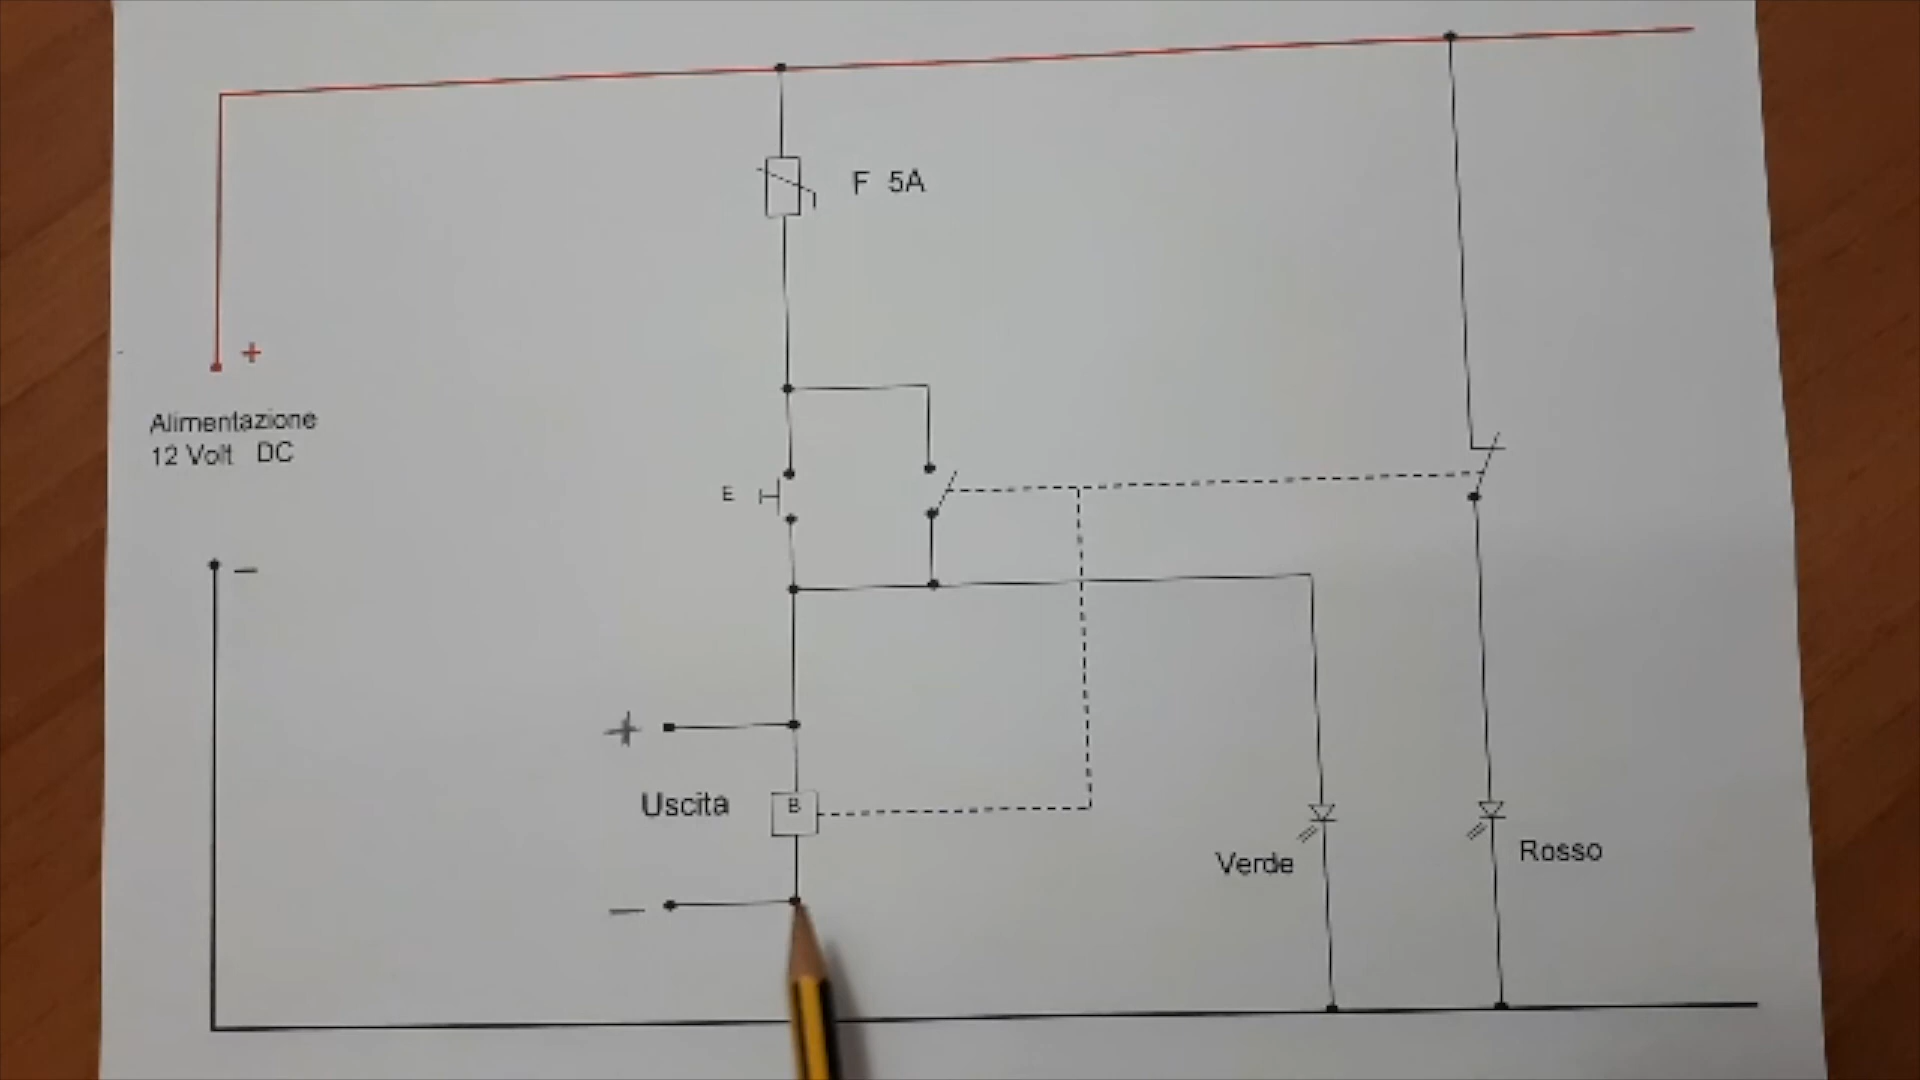 F 5A
+
Alimentazione
12 Volt DC
E
−
+
Uscita
B
−
Verde
Rosso